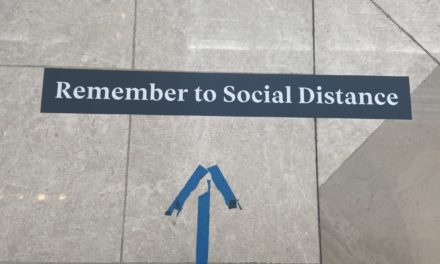 Remember to Social Distance